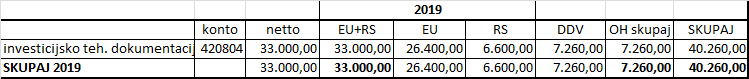 2019
konto netto EU+RS EU RS DDV OH skupaj SKUPAJ
investicijsko teh. dokumentacij 420804 33.000,00 33.000,00 26.400,00 6.600,00 7.260,00 7.260,00 40.260,00
SKUPAJ 2019 33.000,00 33.000,00 26.400,00 6.600,00 7.260,00 7.260,00 40.260,00